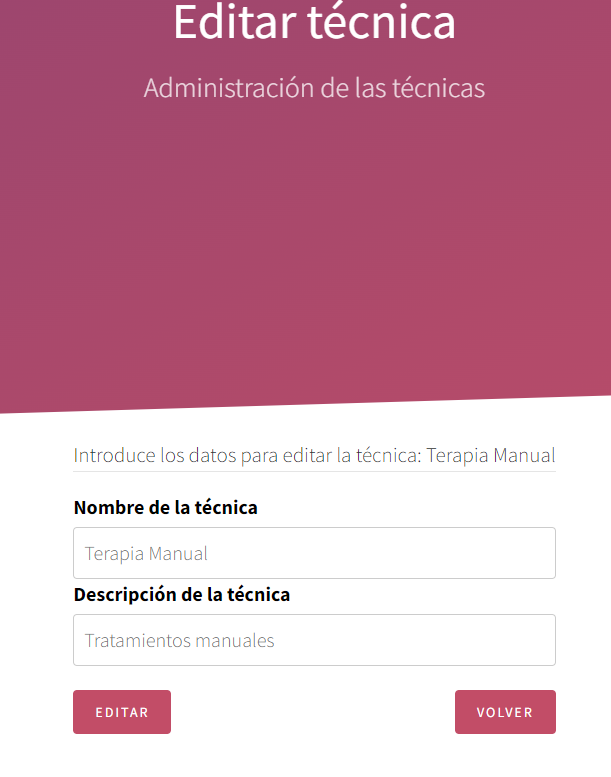 Editar técnica
Administración de las técnicas
Introduce los datos para editar la técnica: Terapia Manual
Nombre de la técnica
Terapia Manual
Descripción de la técnica
Tratamientos manuales
EDITAR
VOLVER